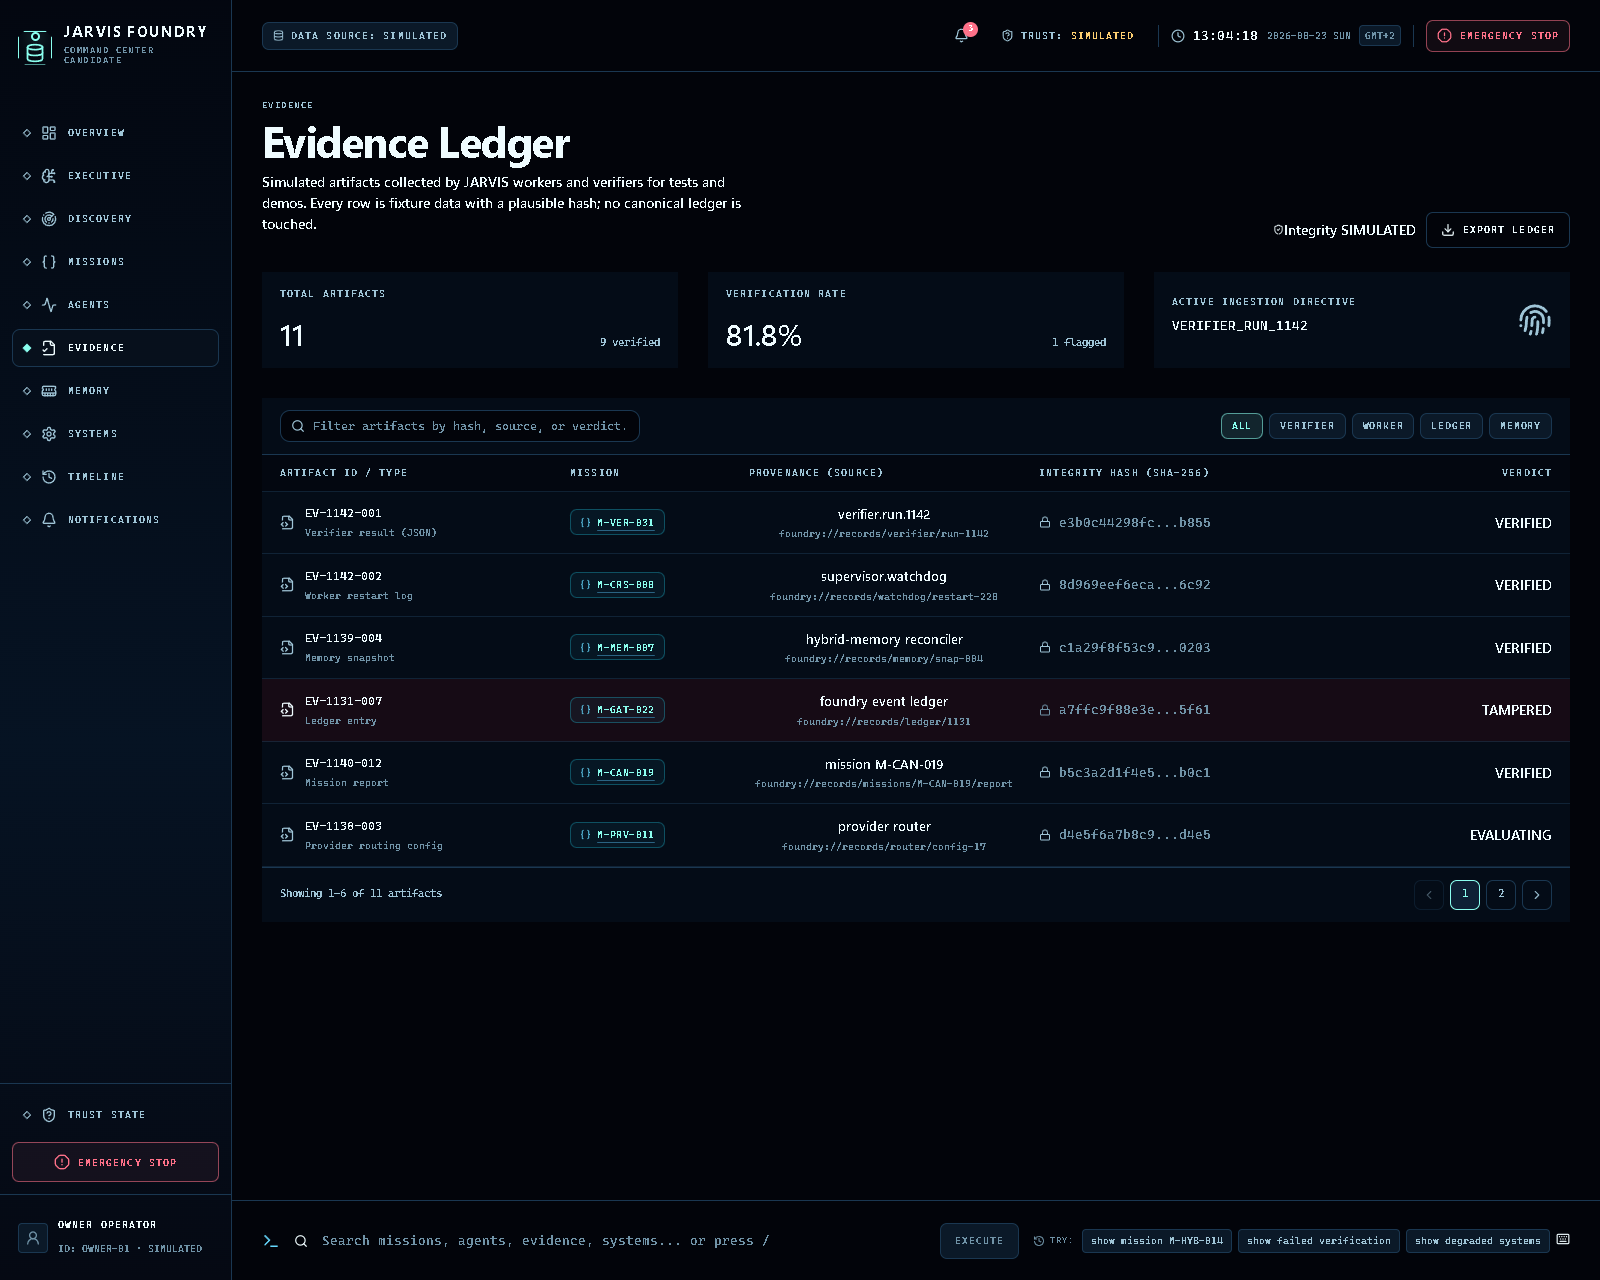 JARVIS FOUNDRY
COMMAND CENTER
CANDIDATE
OVERVIEW
EXECUTIVE
DISCOVERY
MISSIONS
AGENTS
EVIDENCE
MEMORY
SYSTEMS
TIMELINE
NOTIFICATIONS
TRUST STATE
EMERGENCY STOP
OWNER OPERATOR
ID: OWNER-01 • SIMULATED
DATA SOURCE: SIMULATED
3
TRUST: SIMULATED
13:04:18 2026-08-23 SUN GMT+2
EMERGENCY STOP
EVIDENCE
Evidence Ledger
Simulated artifacts collected by JARVIS workers and verifiers for tests and
demos. Every row is fixture data with a plausible hash; no canonical ledger is
touched.
Integrity SIMULATED
EXPORT LEDGER
TOTAL ARTIFACTS
11
9 verified
VERIFICATION RATE
81.8%
1 flagged
ACTIVE INGESTION DIRECTIVE
VERIFIER_RUN_1142
Filter artifacts by hash, source, or verdict.
ALL VERIFIER WORKER LEDGER MEMORY
ARTIFACT ID / TYPE MISSION PROVENANCE (SOURCE) INTEGRITY HASH (SHA-256) VERDICT
EV-1142-001
Verifier result (JSON)
M-VER-031
verifier.run.1142
foundry://records/verifier/run-1142
e3b0c44298fc...b855
VERIFIED
EV-1142-002
Worker restart log
M-CRS-008
supervisor.watchdog
foundry://records/watchdog/restart-228
8d969eef6eca...6c92
VERIFIED
EV-1139-004
Memory snapshot
M-MEM-007
hybrid-memory reconciler
foundry://records/memory/snap-004
c1a29f8f53c9...0203
VERIFIED
EV-1131-007
Ledger entry
M-GAT-022
foundry event ledger
foundry://records/ledger/1131
a7ffc9f88e3e...5f61
TAMPERED
EV-1140-012
Mission report
M-CAN-019
mission M-CAN-019
foundry://records/missions/M-CAN-019/report
b5c3a2d1f4e5...b0c1
VERIFIED
EV-1130-003
Provider routing config
M-PRV-011
provider router
foundry://records/router/config-17
d4e5f6a7b8c9...d4e5
EVALUATING
Showing 1–6 of 11 artifacts
1 2
Search missions, agents, evidence, systems... or press /
EXECUTE
TRY:
show mission M-HYB-014
show failed verification
show degraded systems